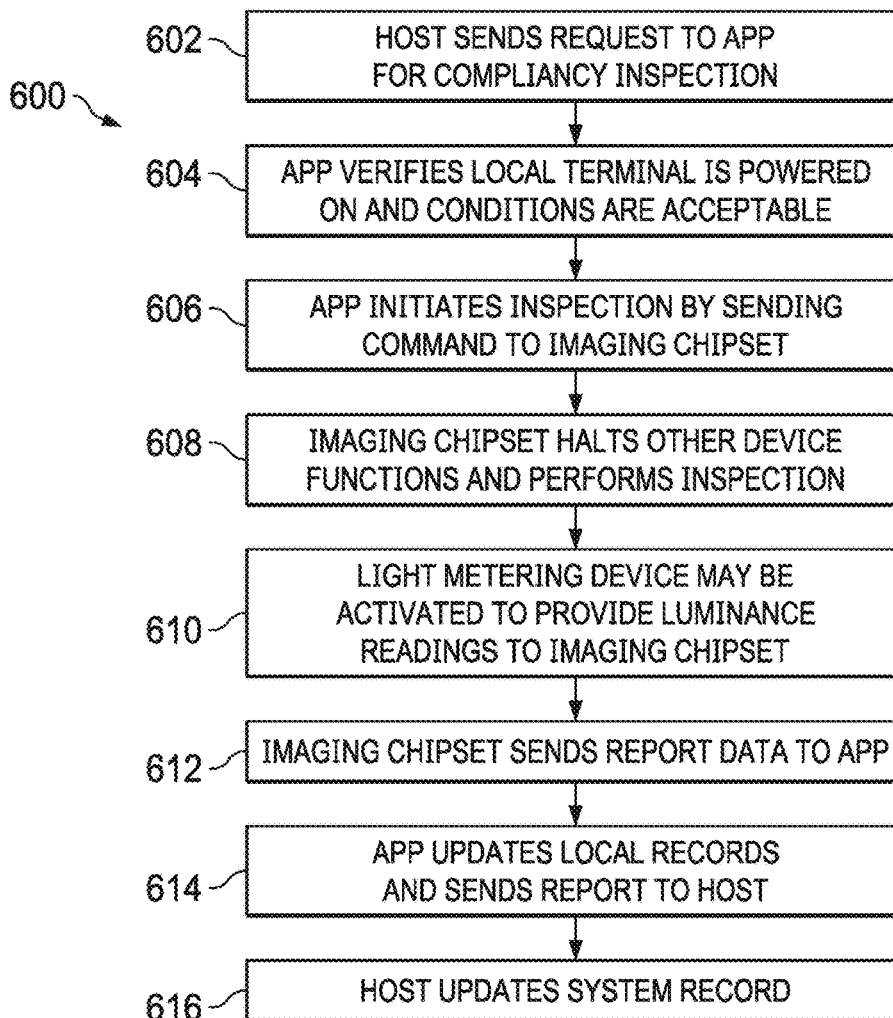 602
HOST SENDS REQUEST TO APP
FOR COMPLIANCY INSPECTION
600
604
APP VERIFIES LOCAL TERMINAL IS POWERED
ON AND CONDITIONS ARE ACCEPTABLE
606
APP INITIATES INSPECTION BY SENDING
COMMAND TO IMAGING CHIPSET
608
IMAGING CHIPSET HALTS OTHER DEVICE
FUNCTIONS AND PERFORMS INSPECTION
610
LIGHT METERING DEVICE MAY BE
ACTIVATED TO PROVIDE LUMINANCE
READINGS TO IMAGING CHIPSET
612
IMAGING CHIPSET SENDS REPORT DATA TO APP
614
APP UPDATES LOCAL RECORDS
AND SENDS REPORT TO HOST
616
HOST UPDATES SYSTEM RECORD